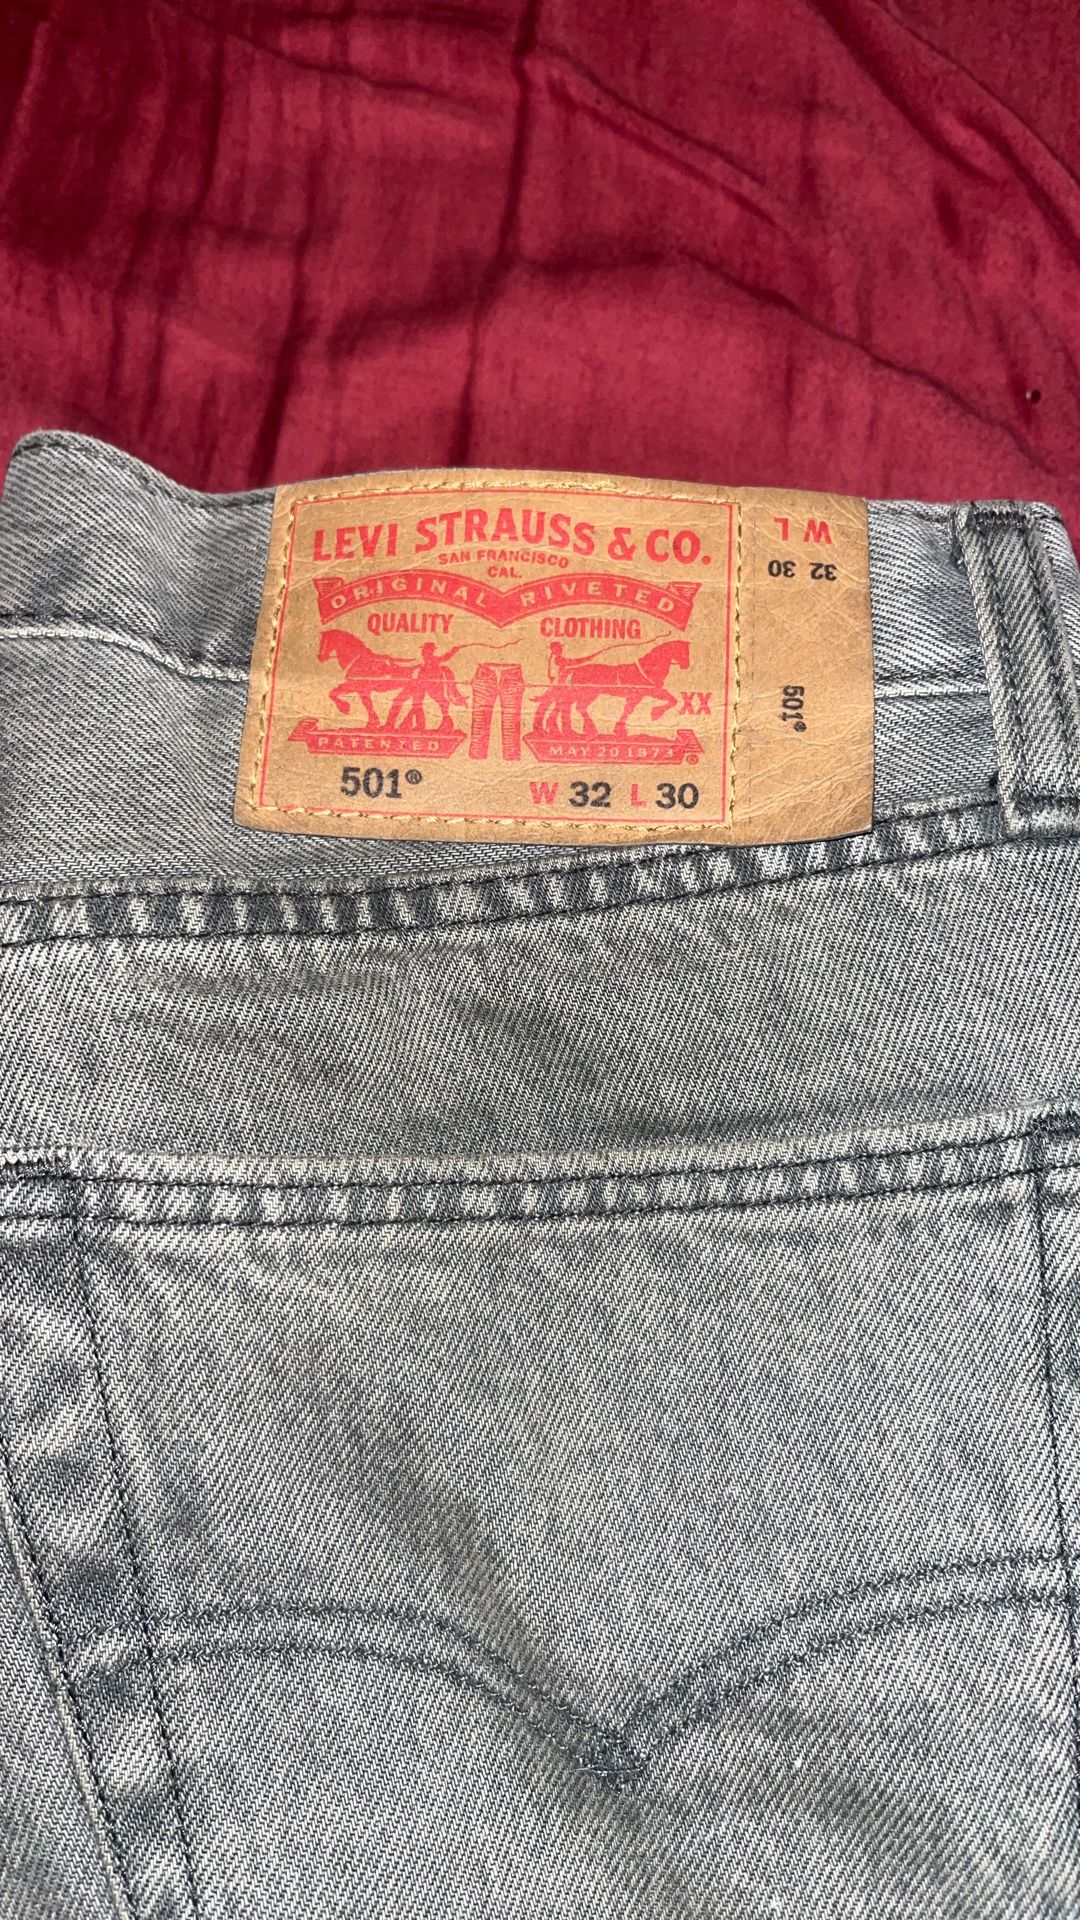 LEVI STRAUSS & CO.
SAN FRANCISCO
CAL.
ORIGINAL RIVETED
QUALITY CLOTHING
XX
PATENTED MAY 20 1873
501®
W 32 L 30
W L
32 30
501®